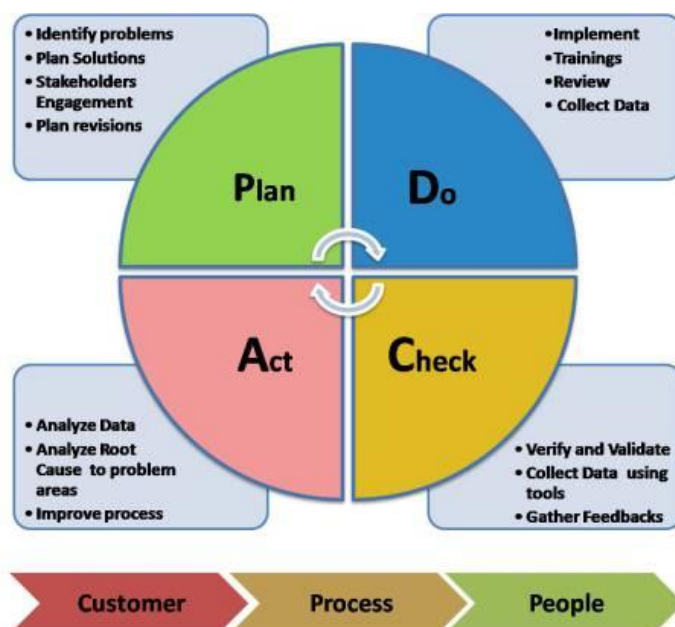 • Identify problems
• Plan Solutions
• Stakeholders
Engagement
• Plan revisions
•Implement
•Trainings
•Review
• Collect Data
Plan
Do
Act
Check
• Analyze Data
• Analyze Root
Cause to problem
areas
• Improve process
• Verify and Validate
• Collect Data using
tools
• Gather Feedbacks
Customer
Process
People